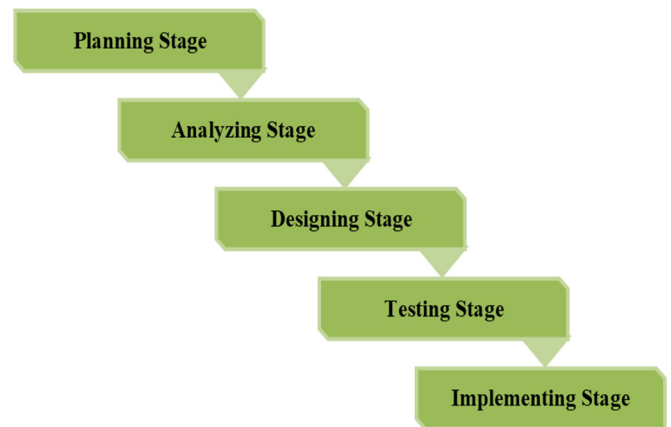 Planning Stage
Analyzing Stage
Designing Stage
Testing Stage
Implementing Stage